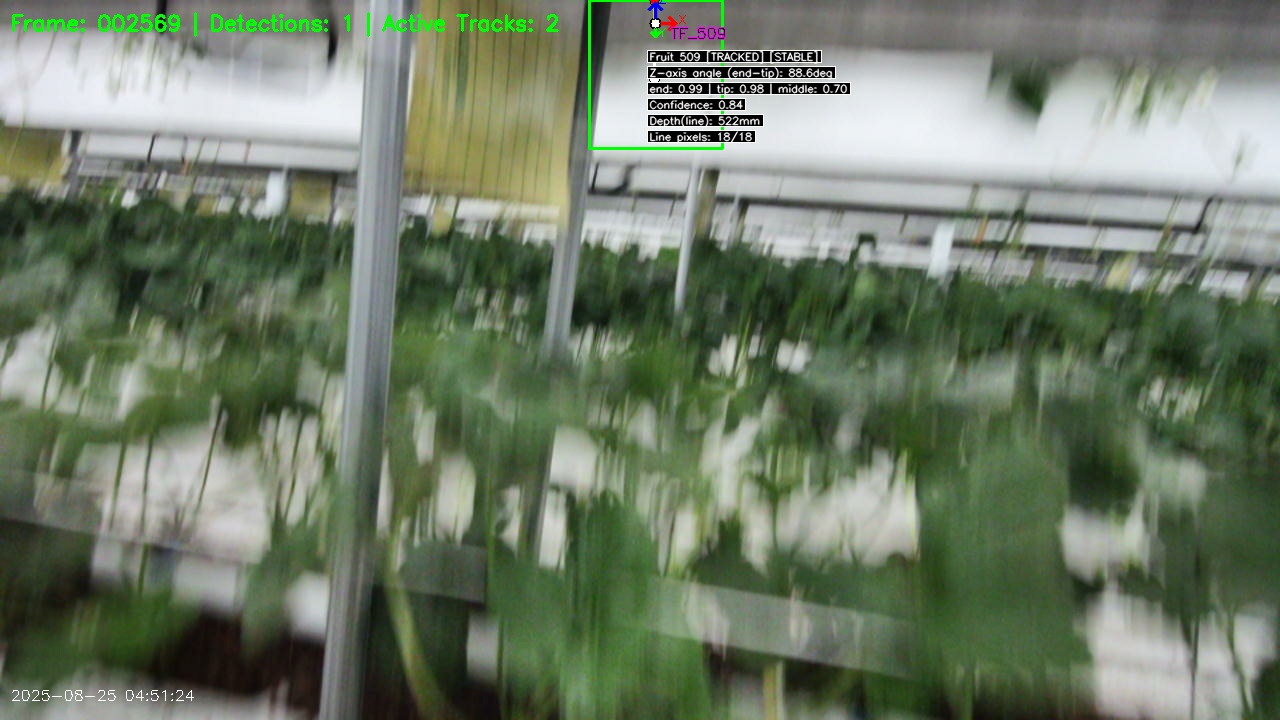 Frame: 002569 | Detections: 1 | Active Tracks: 2
X
TF_509
Fruit 509 [TRACKED] [STABLE]
Z-axis angle (end-tip): 88.6deg
end: 0.99 | tip: 0.98 | middle: 0.70
Confidence: 0.84
Depth(line): 522mm
Line pixels: 18/18
2025-08-25 04:51:24